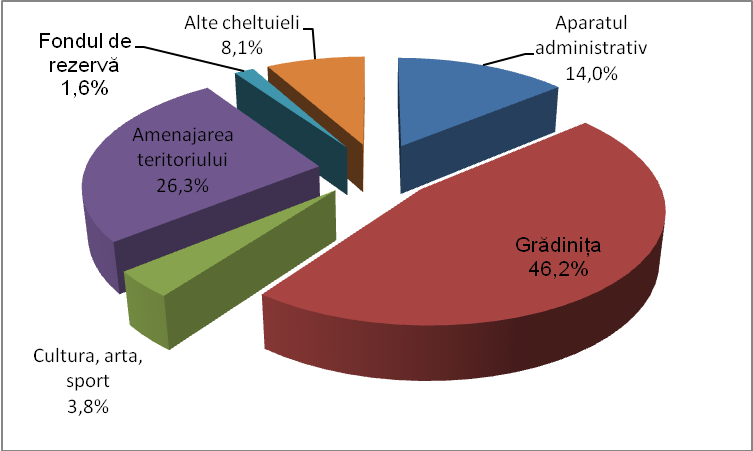 Alte cheltuieli
8,1%
Aparatul
administrativ
14,0%
Fondul de
rezervă
1,6%
Amenajarea
teritoriului
26,3%
Grădinița
46,2%
Cultura, arta,
sport
3,8%